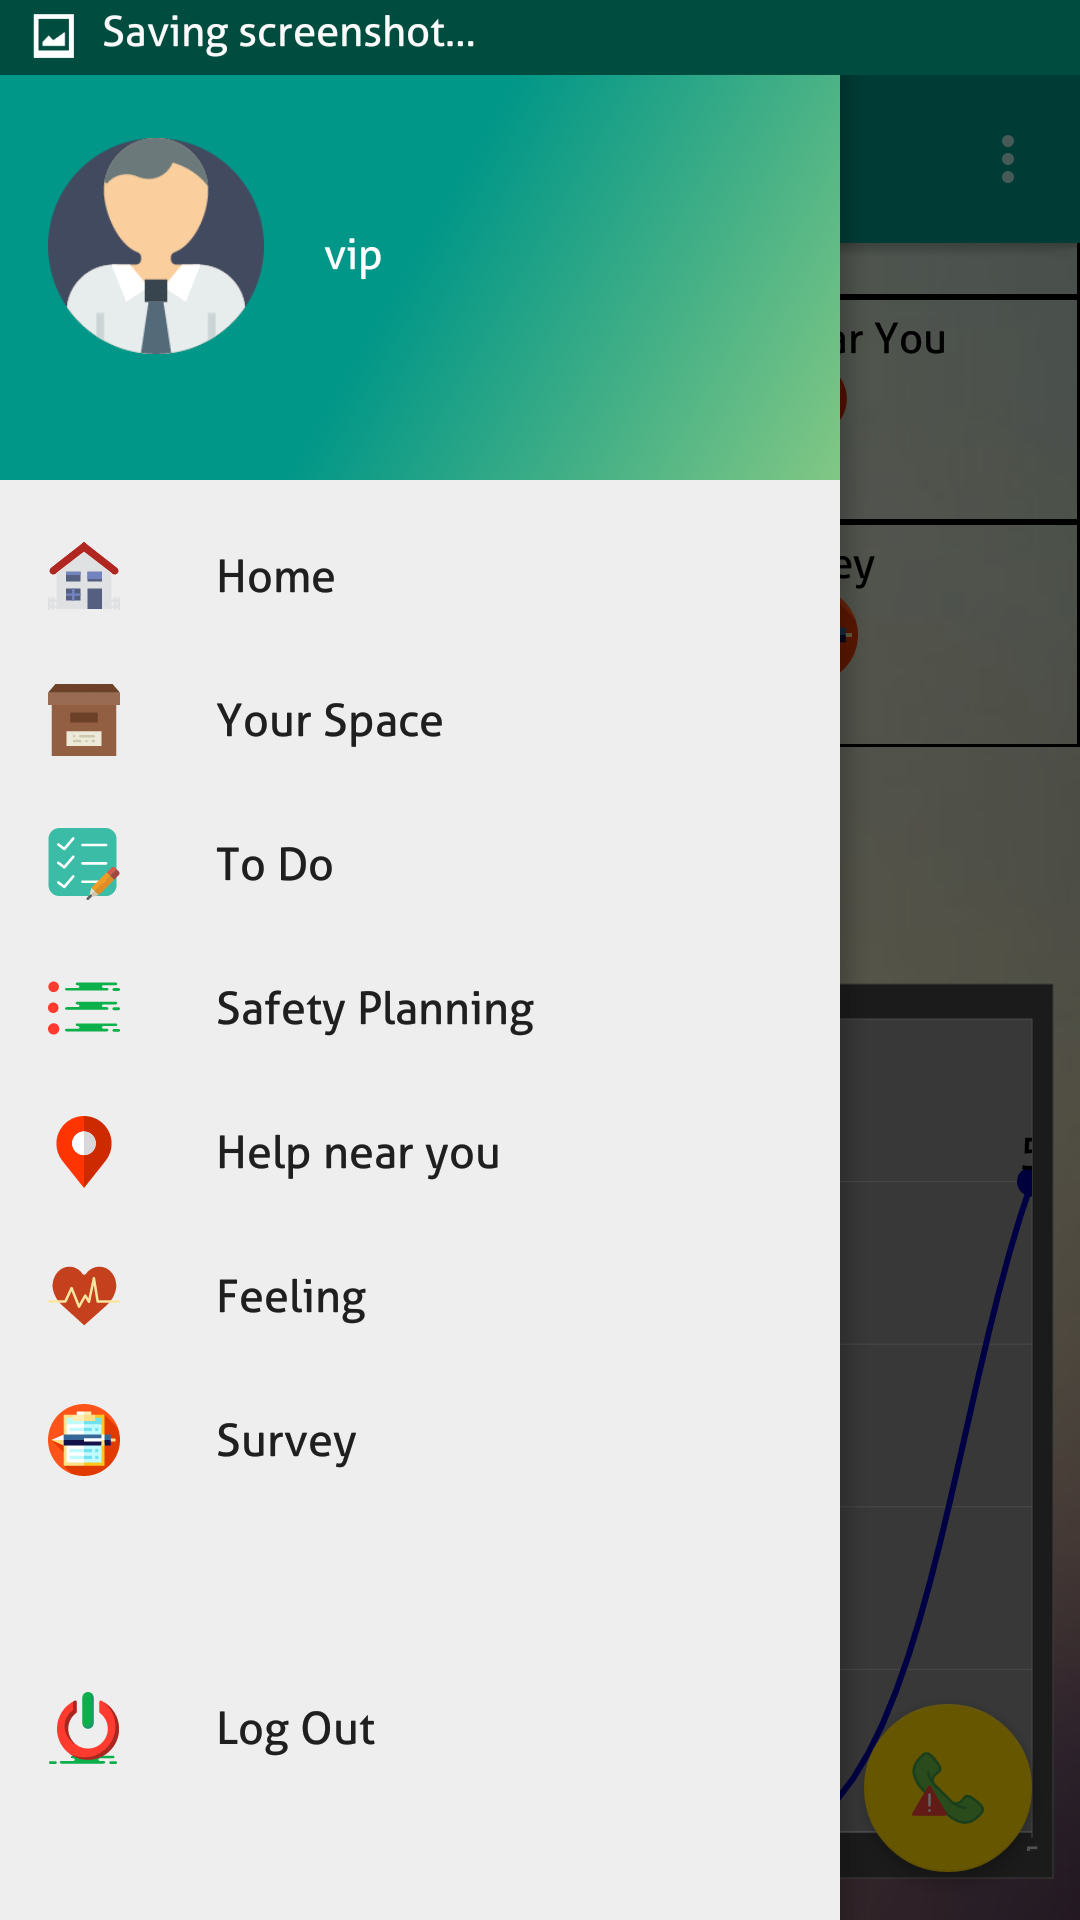 Saving screenshot...
vip
ar You
ey
Home
Your Space
To Do
Safety Planning
Help near you
Feeling
Survey
Log Out